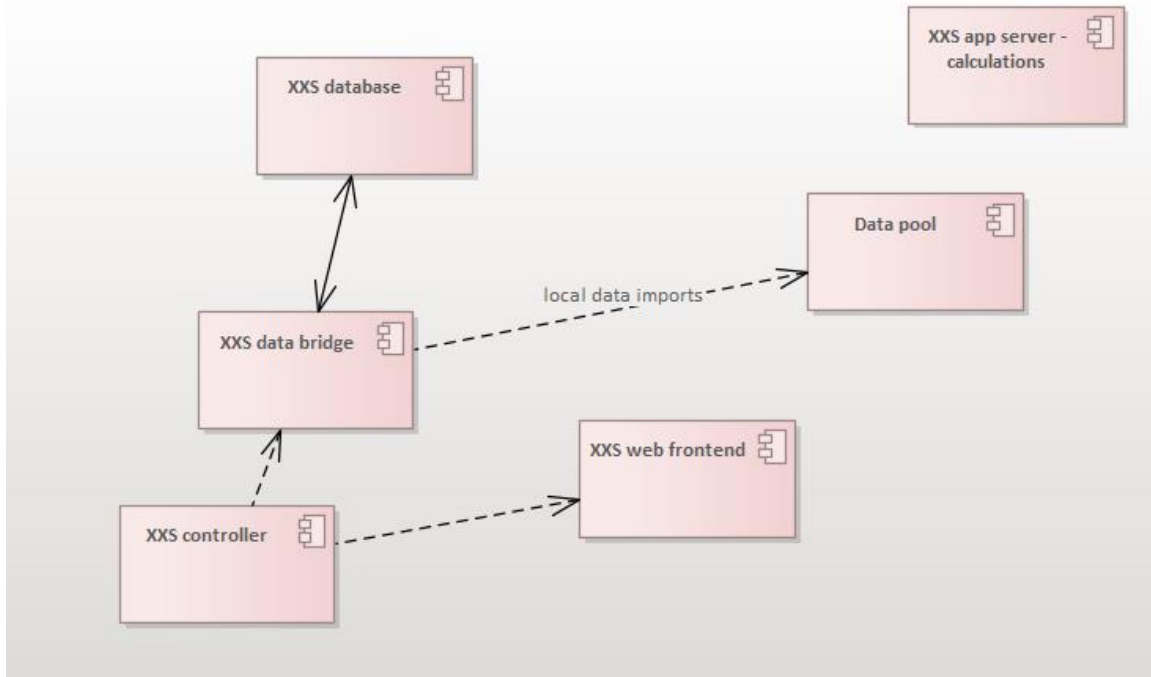 XXS app server -
calculations
XXS database
Data pool
local data imports
XXS data bridge
XXS web frontend
XXS controller